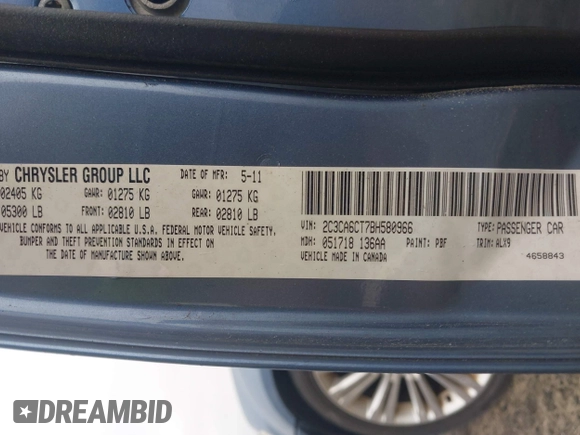 BY CHRYSLER GROUP LLC DATE OF MFR: 5-11
02405 KG GAWR: 01275 KG GAWR: 01275 KG
05300 LB FRONT: 02810 LB REAR: 02810 LB
VEHICLE CONFORMS TO ALL APPLICABLE U.S.A. FEDERAL MOTOR VEHICLE SAFETY,
BUMPER AND THEFT PREVENTION STANDARDS IN EFFECT ON
THE DATE OF MANUFACTURE SHOWN ABOVE.
VIN: 2C3CA6CT7BH580966 TYPE: PASSENGER CAR
MDH: 051718 136AA PAINT: PBF TRIM: ALX9
VEHICLE MADE IN CANADA 4658843
DREAMBID